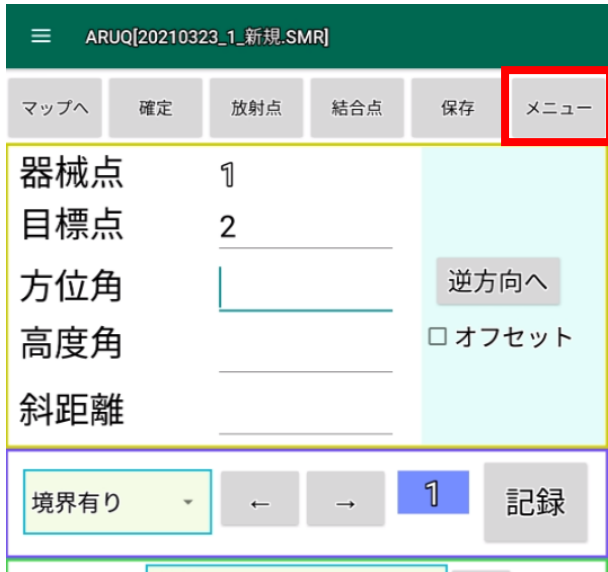 ARUQ[20210323_1_新規.SMR]
マップへ 確定 放射点 結合点 保存 メニュー
器械点 1
目標点 2
方位角 逆方向へ
高度角 オフセット
斜距離
境界有り ← → 1 記録